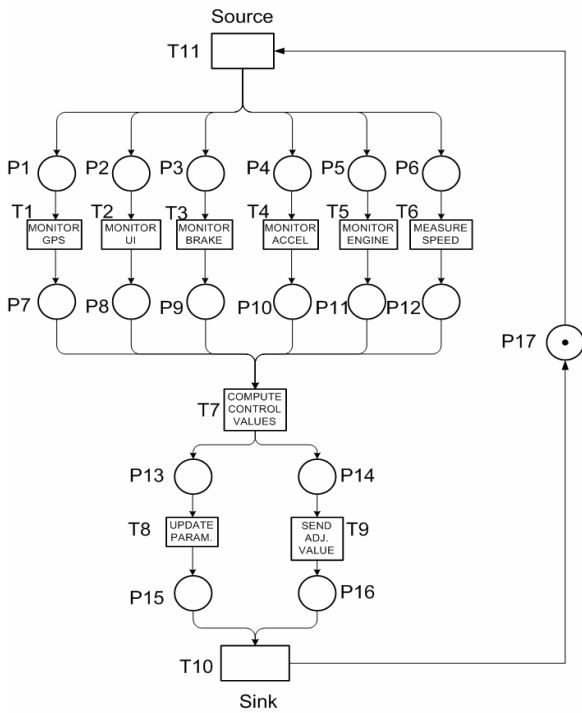 Source
T11
P1 P2 P3 P4 P5 P6
T1 T2 T3 T4 T5 T6
MONITOR GPS
MONITOR UI
MONITOR BRAKE
MONITOR ACCEL
MONITOR ENGINE
MEASURE SPEED
P7 P8 P9 P10 P11 P12
P17
T7
COMPUTE
CONTROL
VALUES
P13 P14
T8
UPDATE
PARAM.
SEND
ADJ.
VALUE
T9
P15 P16
T10
Sink